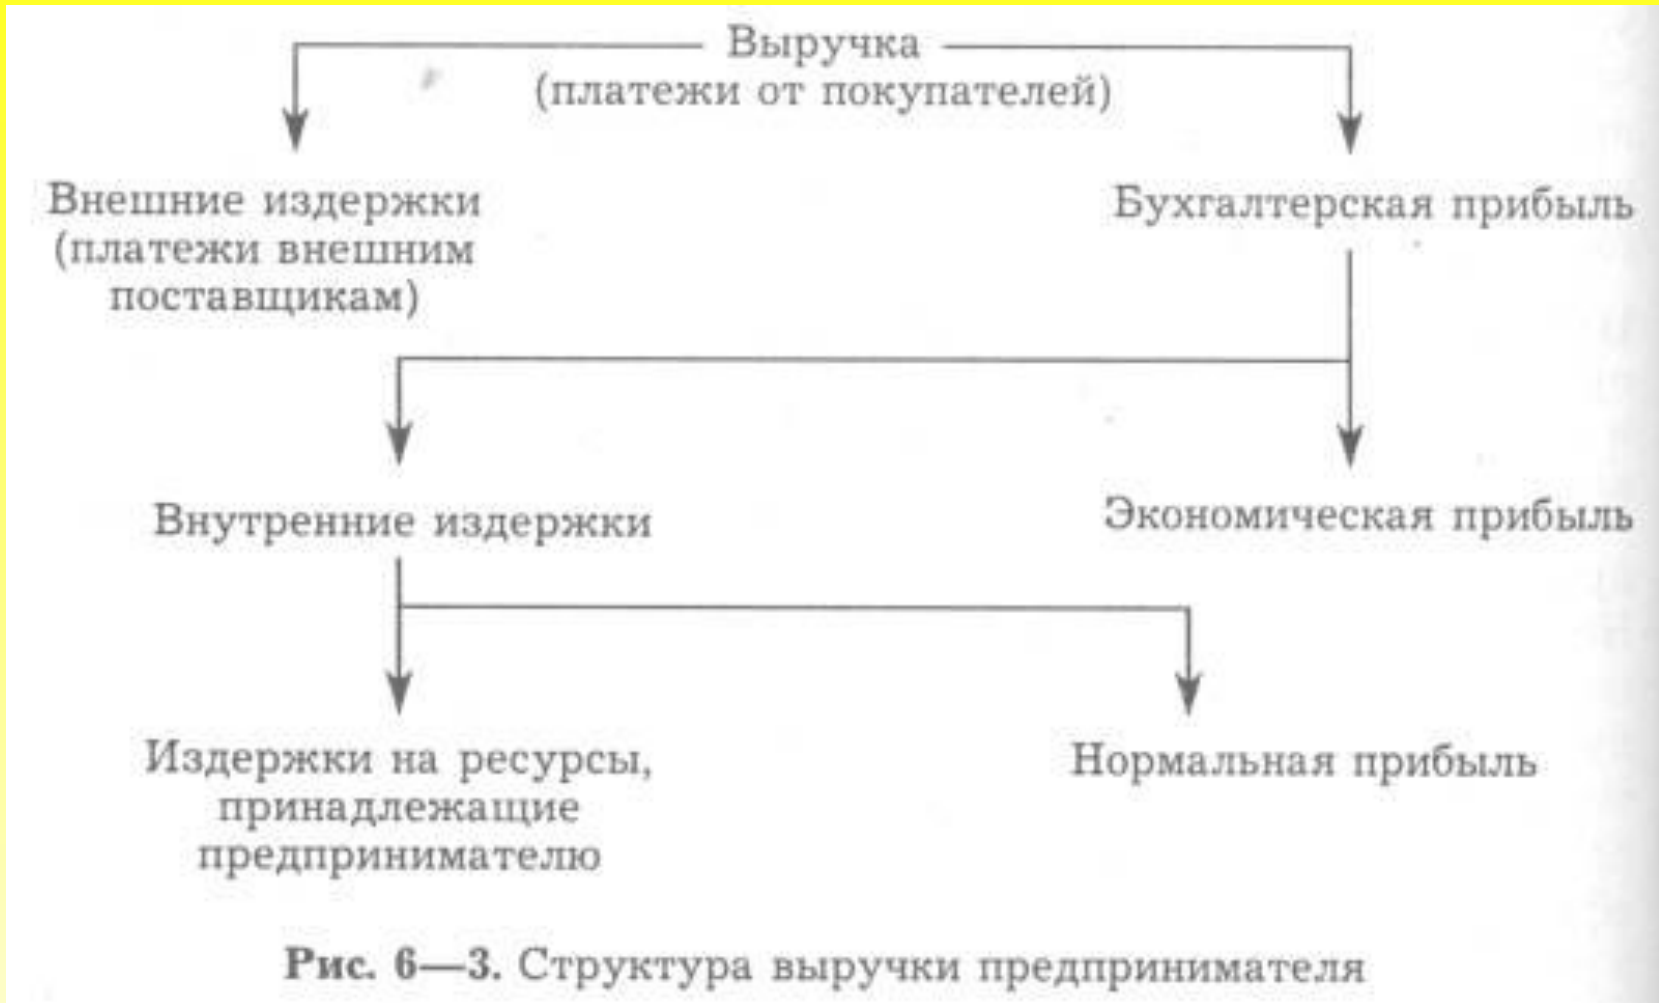 Выручка
(платежи от покупателей)
Внешние издержки
(платежи внешним
поставщикам)
Бухгалтерская прибыль
Внутренние издержки
Экономическая прибыль
Издержки на ресурсы,
принадлежащие
предпринимателю
Нормальная прибыль
Рис. 6—3. Структура выручки предпринимателя